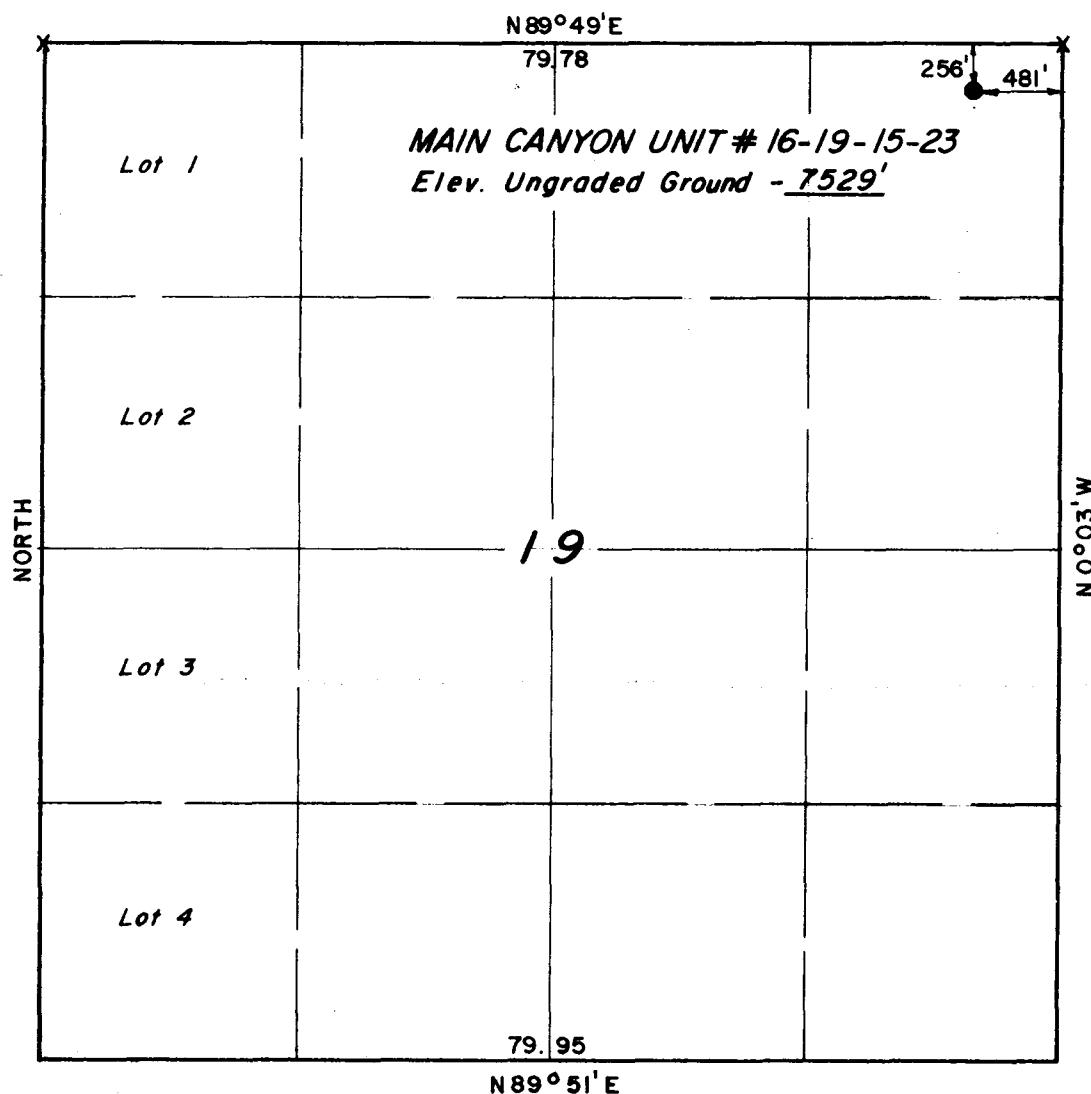 N89°49'E
79.78
256'
481'
MAIN CANYON UNIT # 16-19-15-23
Elev. Ungraded Ground - 7529'
Lot 1
Lot 2
NORTH
19
N0°03'W
Lot 3
Lot 4
79.95
N89°51'E